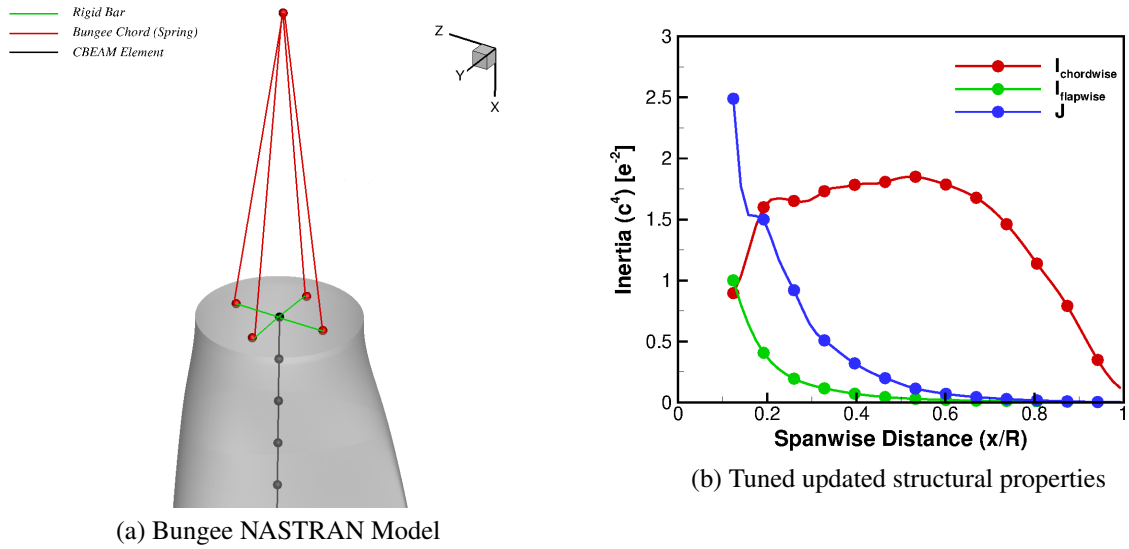 Rigid Bar
Bungee Chord (Spring)
CBEAM Element
Z
Y
X
(a) Bungee NASTRAN Model
3
2.5
2
1.5
1
0.5
0
Inertia (c⁴) [e⁻²]
I_chordwise
I_flapwise
J
0 0.2 0.4 0.6 0.8 1
Spanwise Distance (x/R)
(b) Tuned updated structural properties